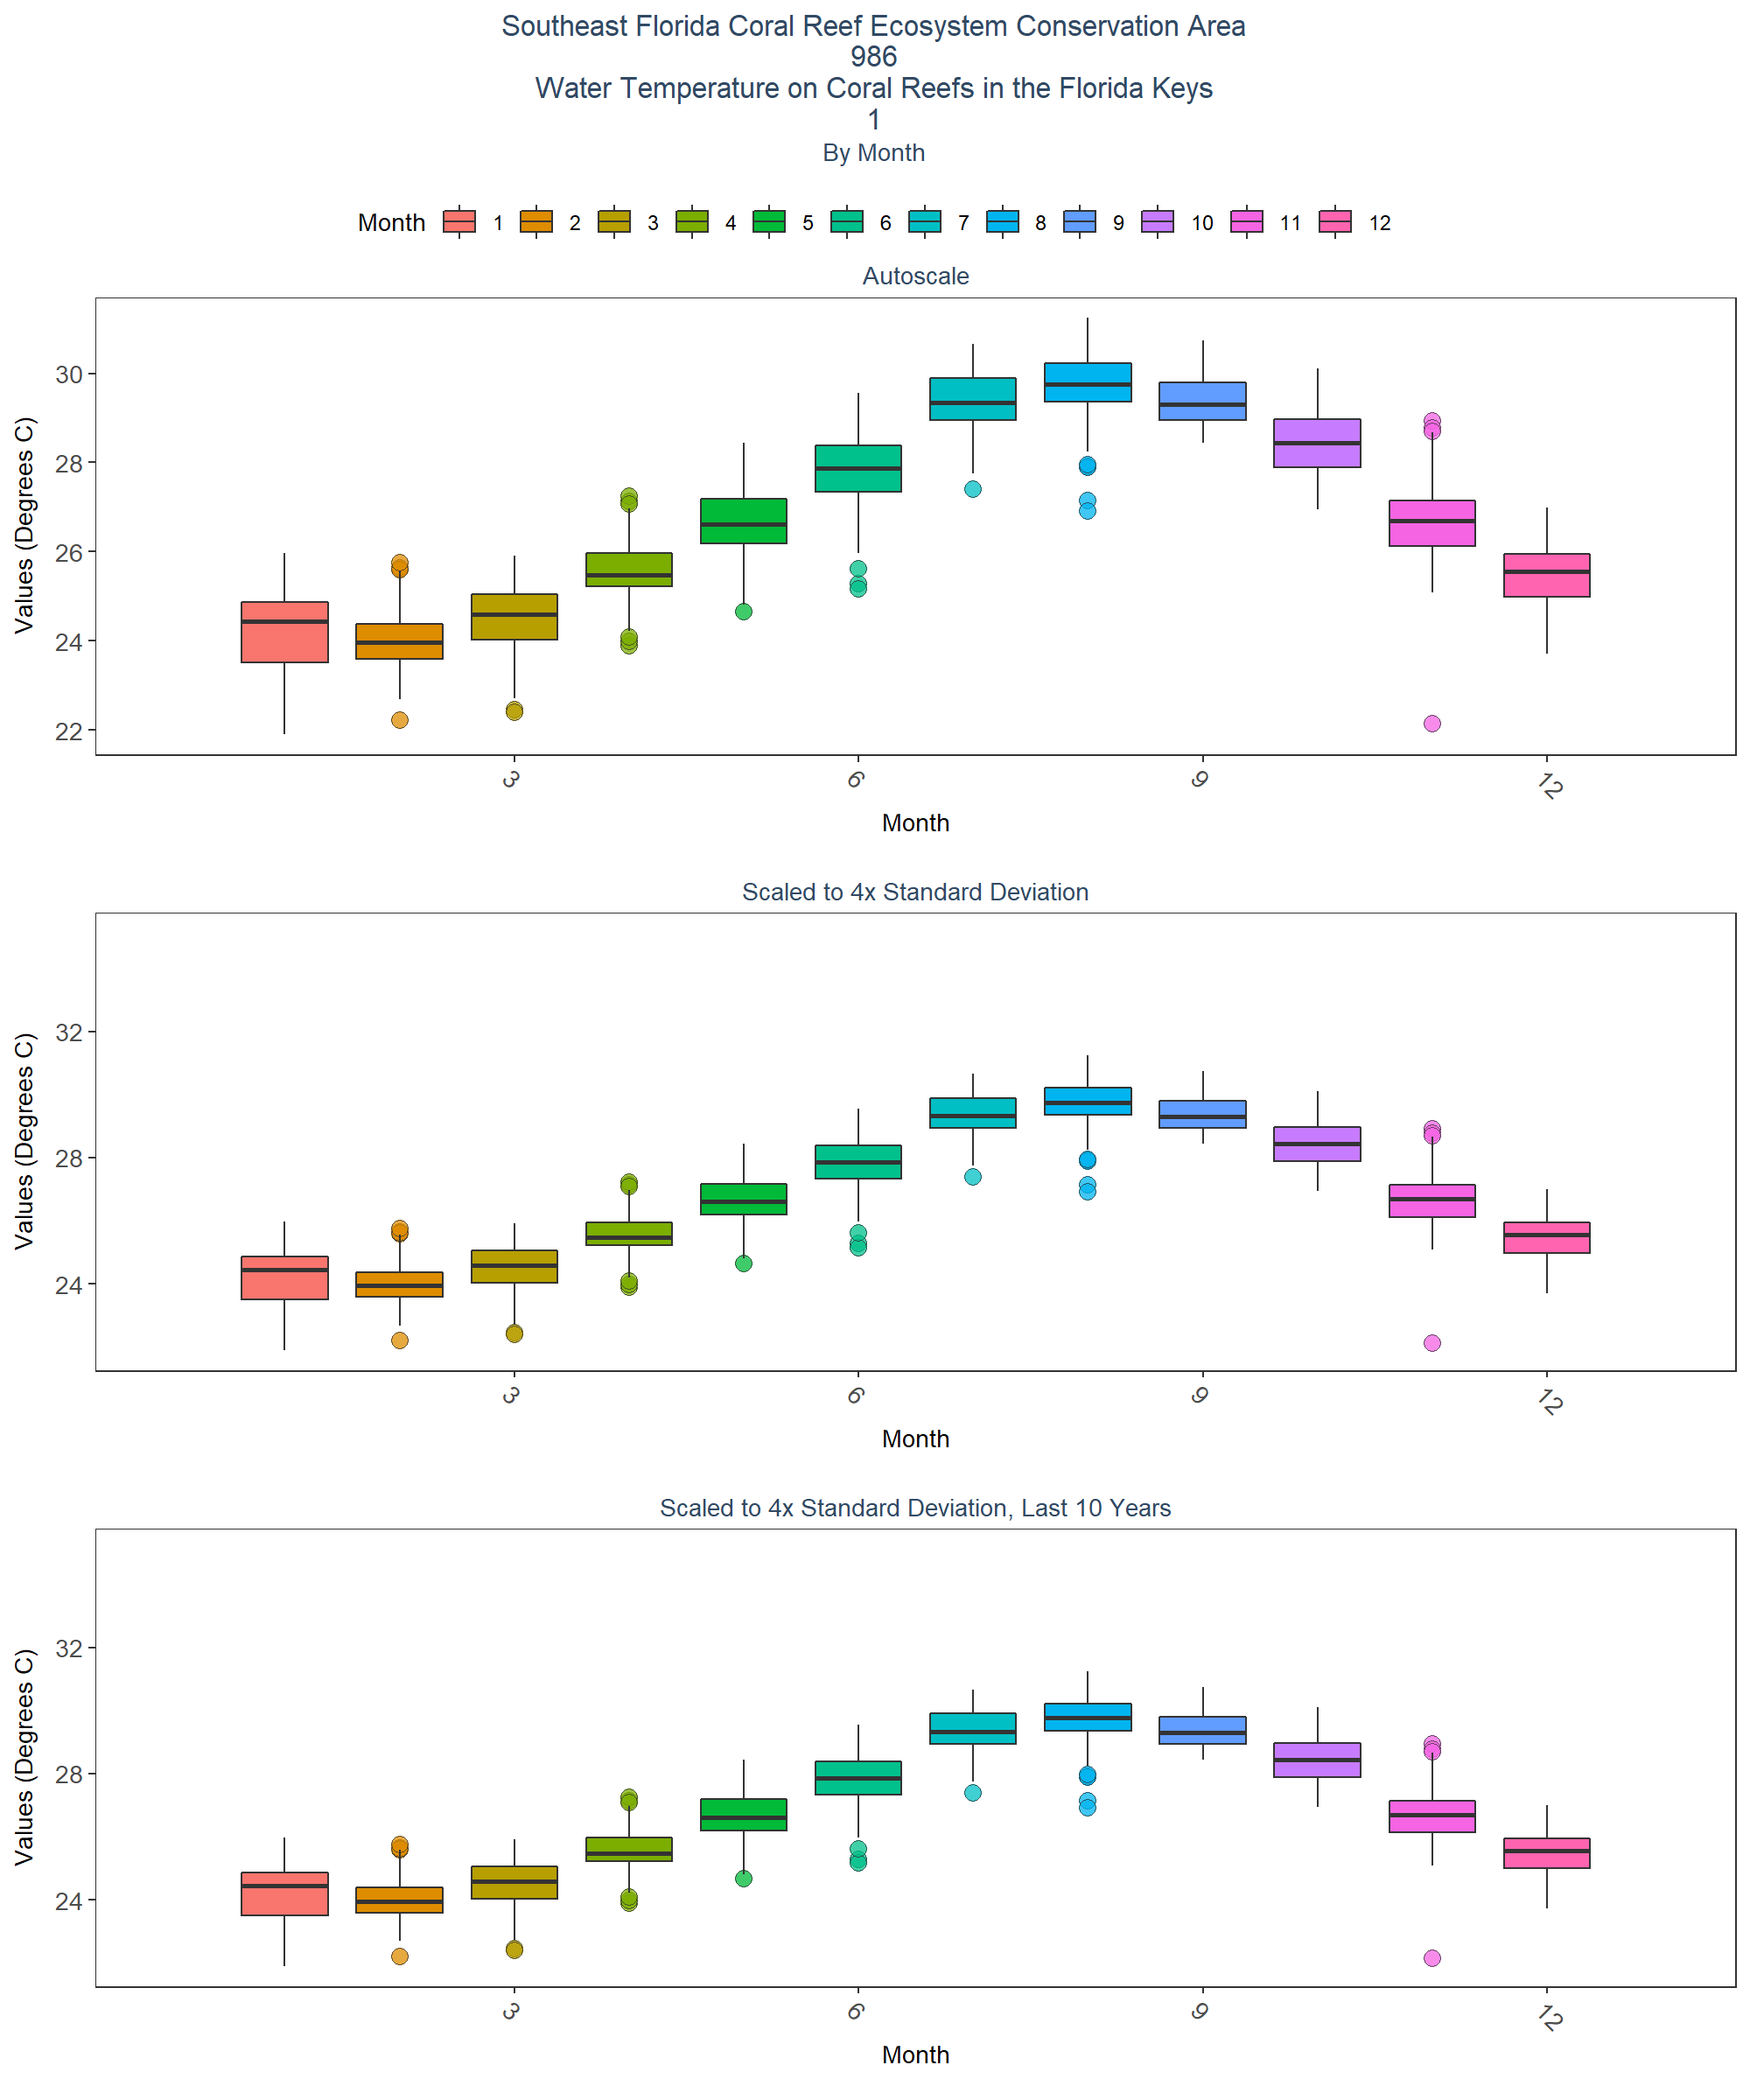 Southeast Florida Coral Reef Ecosystem Conservation Area
986
Water Temperature on Coral Reefs in the Florida Keys
1
By Month
Month 1 2 3 4 5 6 7 8 9 10 11 12
Autoscale
Values (Degrees C)
30
28
26
24
22
3 6 9 12
Month
Scaled to 4x Standard Deviation
Values (Degrees C)
32
28
24
3 6 9 12
Month
Scaled to 4x Standard Deviation, Last 10 Years
Values (Degrees C)
32
28
24
3 6 9 12
Month